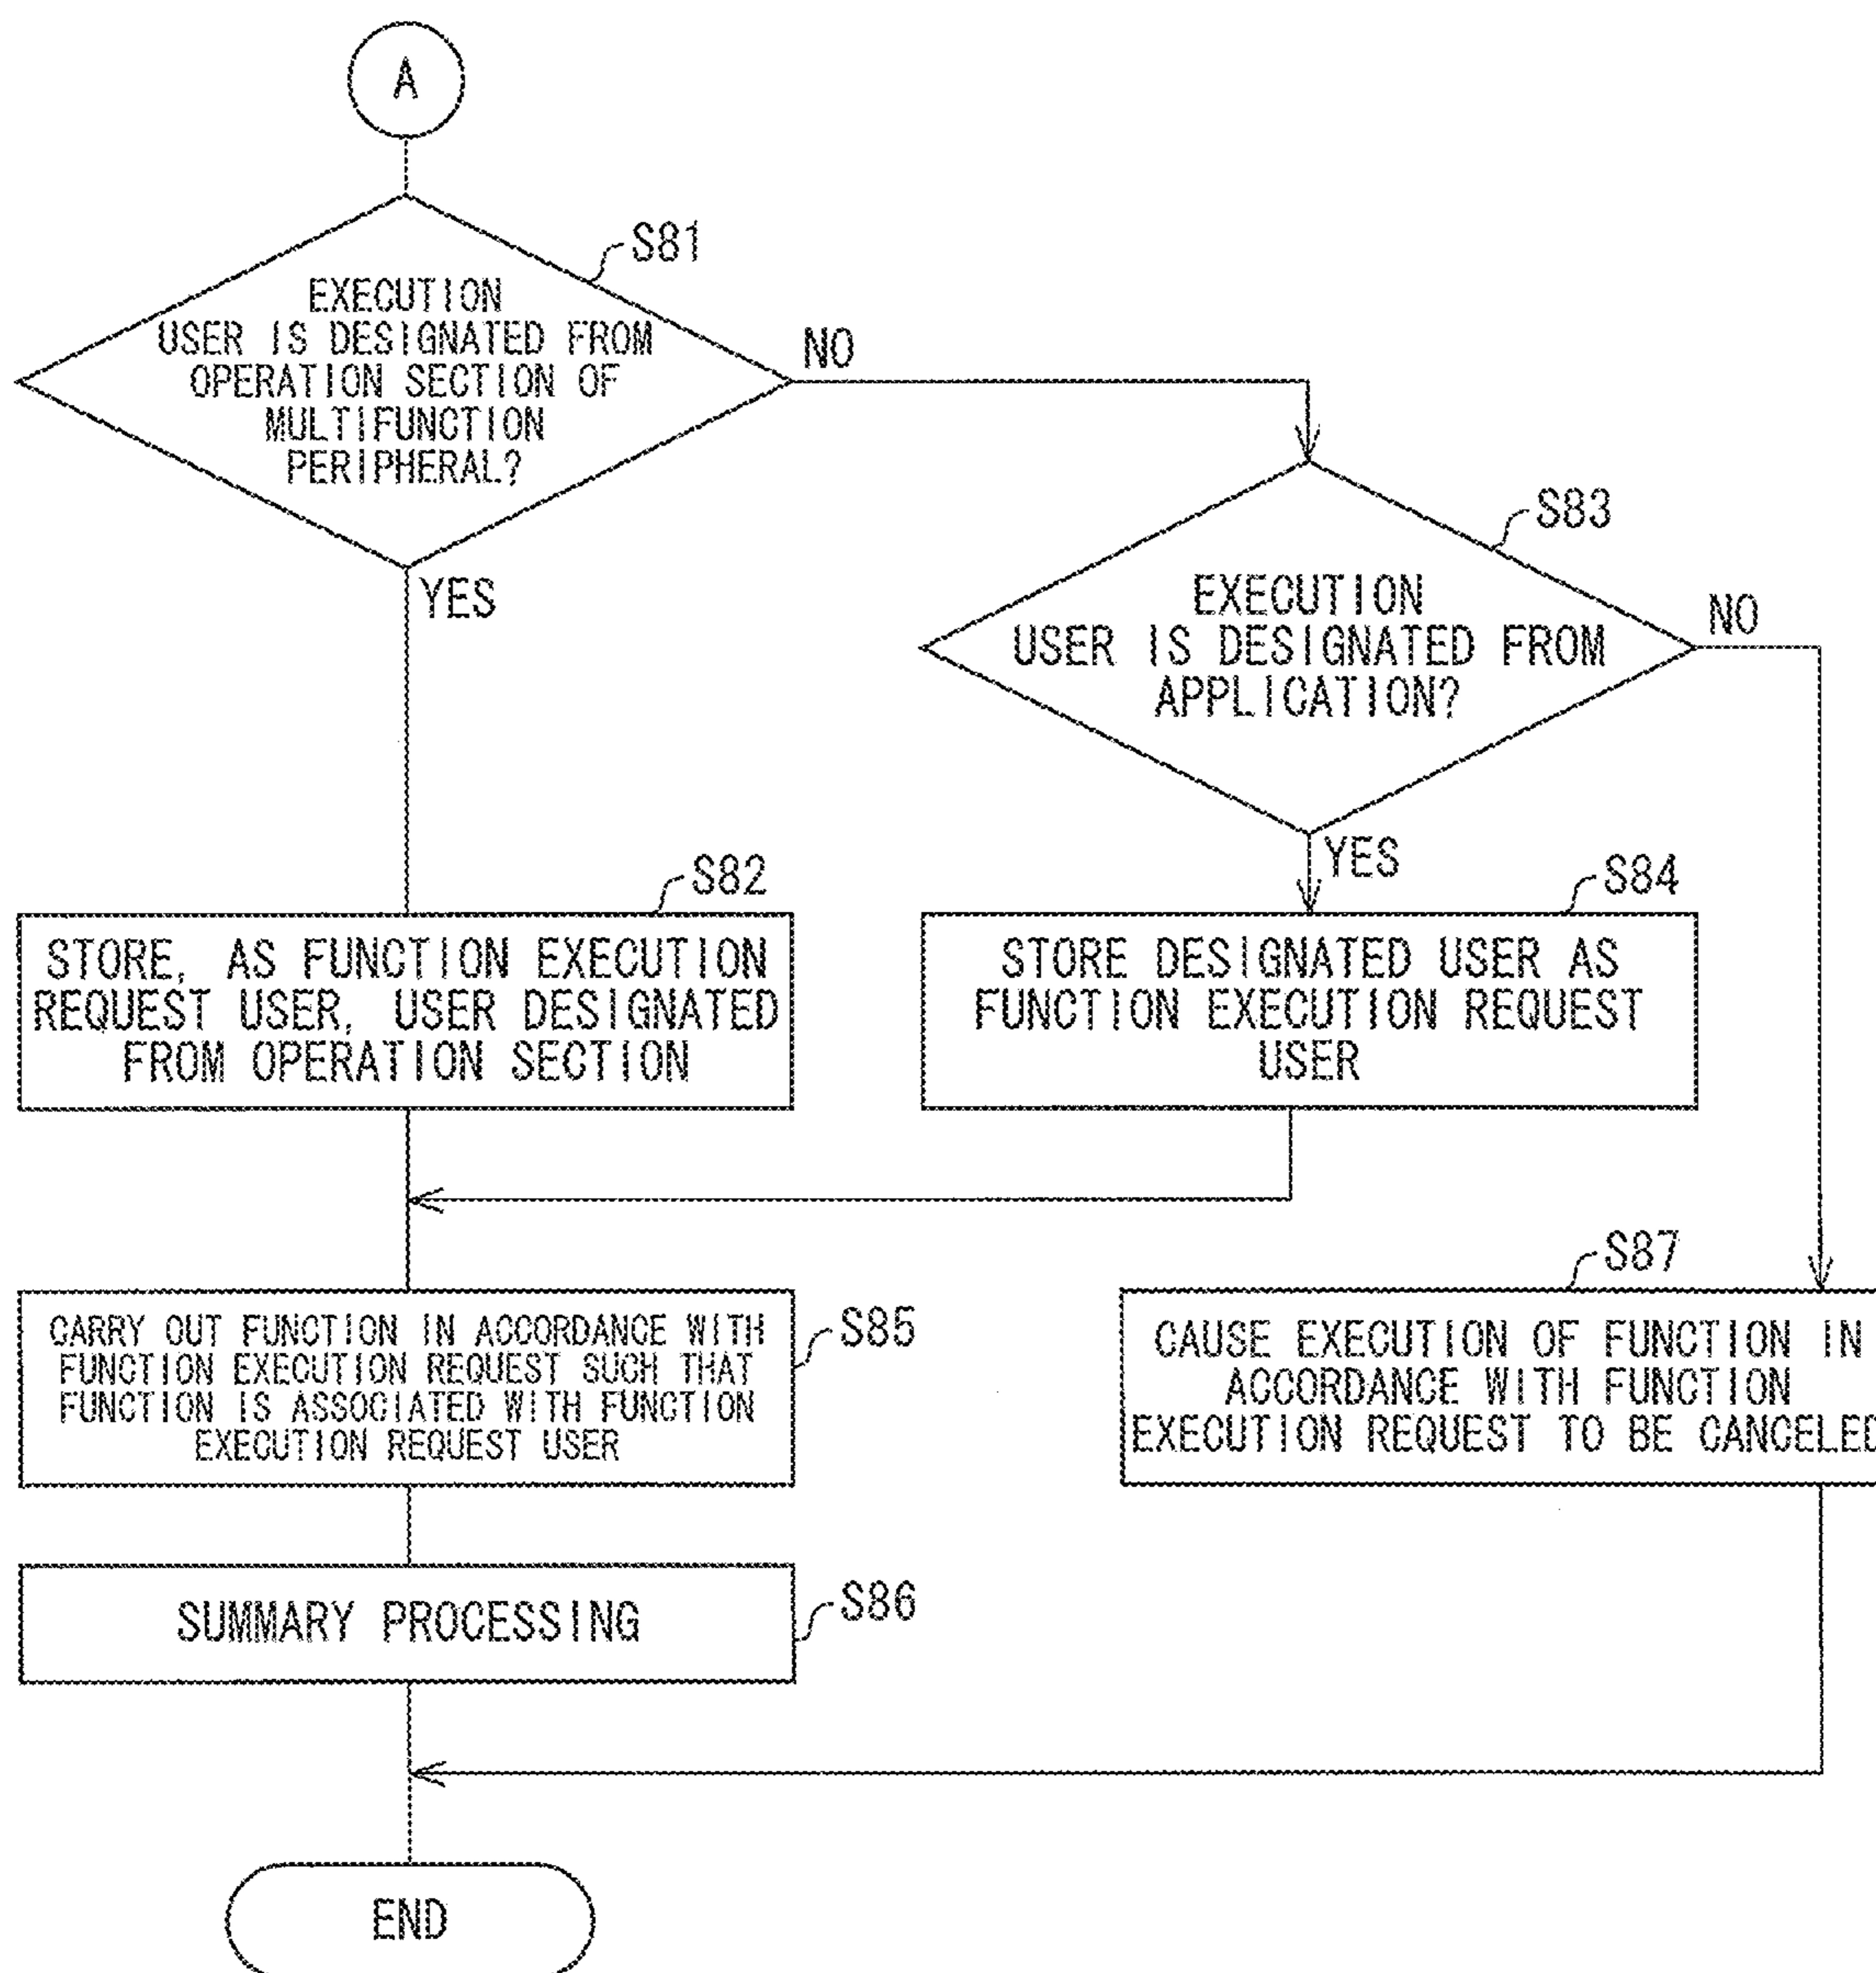 A
S81
EXECUTION
USER IS DESIGNATED FROM
OPERATION SECTION OF
MULTIFUNCTION
PERIPHERAL?
NO
YES
S83
EXECUTION
USER IS DESIGNATED FROM
APPLICATION?
NO
YES
S82
STORE, AS FUNCTION EXECUTION
REQUEST USER, USER DESIGNATED
FROM OPERATION SECTION
S84
STORE DESIGNATED USER AS
FUNCTION EXECUTION REQUEST
USER
S85
CARRY OUT FUNCTION IN ACCORDANCE WITH
FUNCTION EXECUTION REQUEST SUCH THAT
FUNCTION IS ASSOCIATED WITH FUNCTION
EXECUTION REQUEST USER
S87
CAUSE EXECUTION OF FUNCTION IN
ACCORDANCE WITH FUNCTION
EXECUTION REQUEST TO BE CANCELED
S86
SUMMARY PROCESSING
END